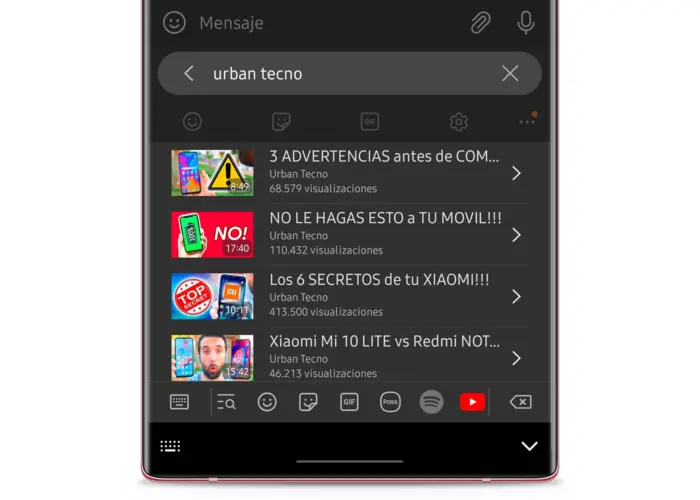 Mensaje
urban tecno
GIF
3 ADVERTENCIAS antes de COM...
Urban Tecno
68.579 visualizaciones
8:49
NO LE HAGAS ESTO a TU MOVIL!!!
Urban Tecno
110.432 visualizaciones
100%
NO!
17:40
Los 6 SECRETOS de tu XIAOMI!!!
Urban Tecno
413.500 visualizaciones
TOP
SECRET
10:11
Xiaomi Mi 10 LITE vs Redmi NOT...
Urban Tecno
46.213 visualizaciones
15:42
GIF
Pass